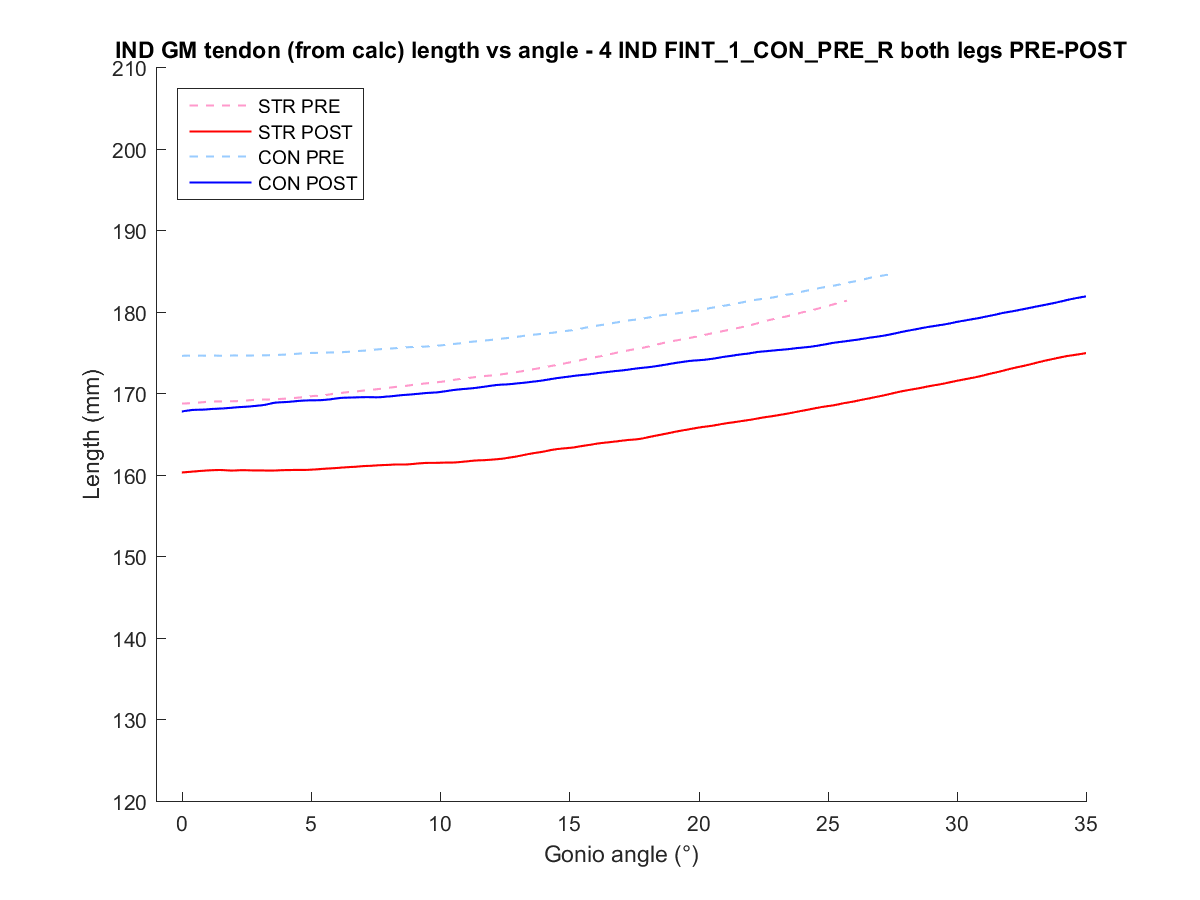 IND GM tendon (from calc) length vs angle - 4 IND FINT_1_CON_PRE_R both legs PRE-POST
STR PRE
STR POST
CON PRE
CON POST
210
200
190
180
170
160
150
140
130
120
Length (mm)
0 5 10 15 20 25 30 35
Gonio angle (°)